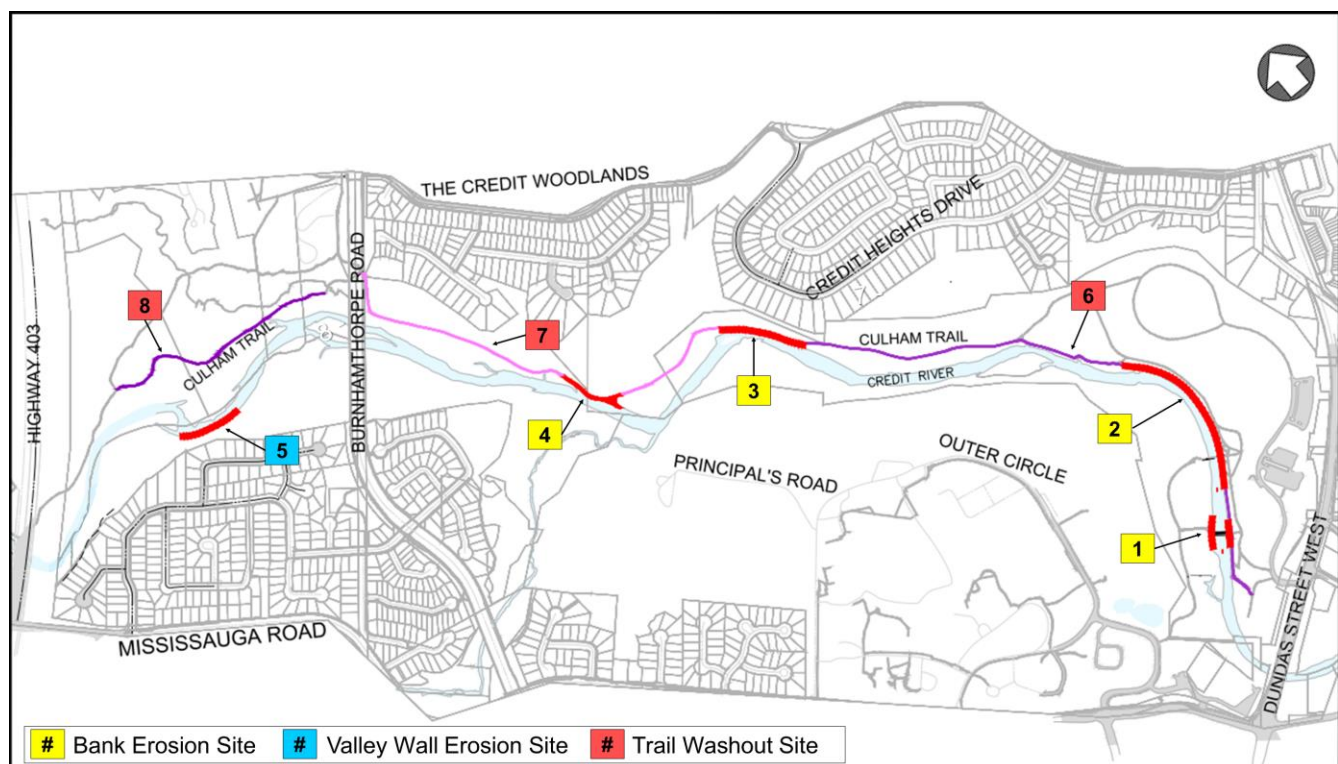 THE CREDIT WOODLANDS
CREDIT HEIGHTS DRIVE
BURNHAMTHORPE ROAD
HIGHWAY 403
8
CULHAM TRAIL
7
6
CULHAM TRAIL
CREDIT RIVER
3
2
4
5
OUTER CIRCLE
PRINCIPAL'S ROAD
1
DUNDAS STREET WEST
MISSISSAUGA ROAD
# Bank Erosion Site # Valley Wall Erosion Site # Trail Washout Site